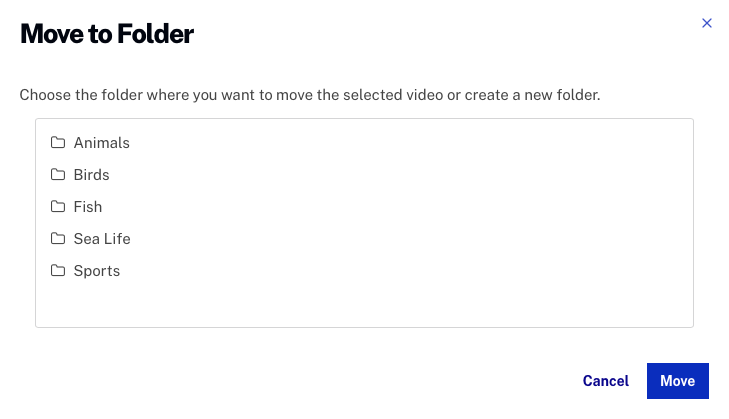 Move to Folder
Choose the folder where you want to move the selected video or create a new folder.
Animals
Birds
Fish
Sea Life
Sports
Cancel
Move